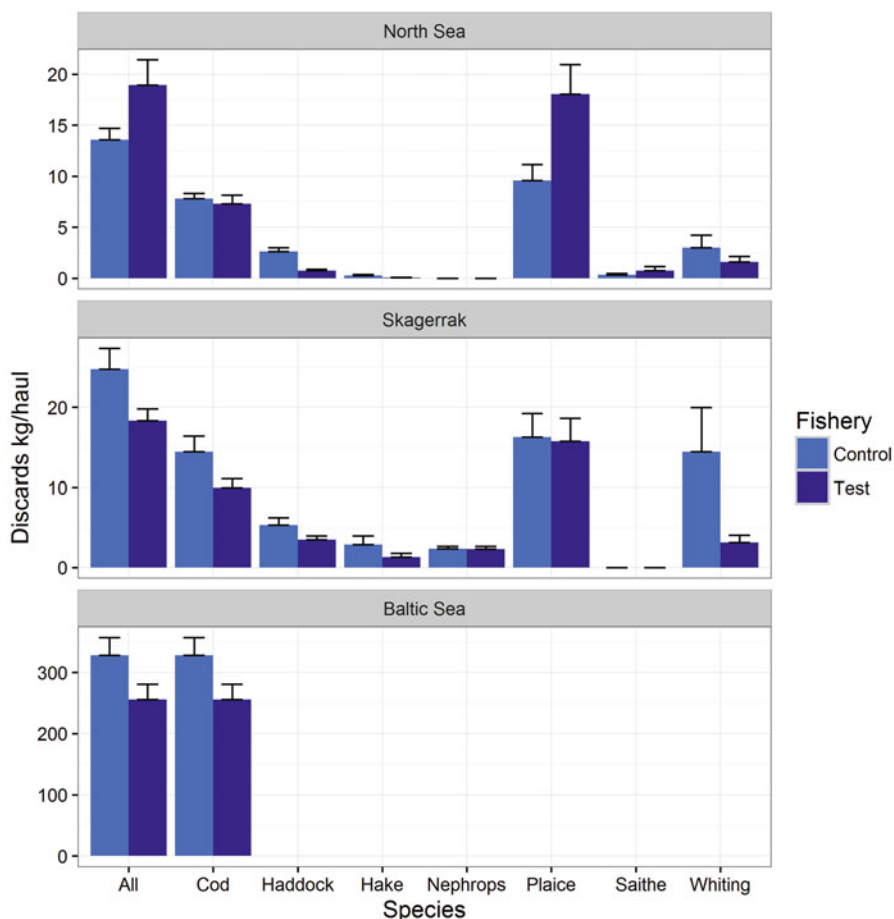 North Sea
20
15
10
5
0
Skagerrak
20
10
0
Baltic Sea
300
200
100
0
Discards kg/haul
All Cod Haddock Hake Nephrops Plaice Saithe Whiting
Species
Fishery
Control
Test